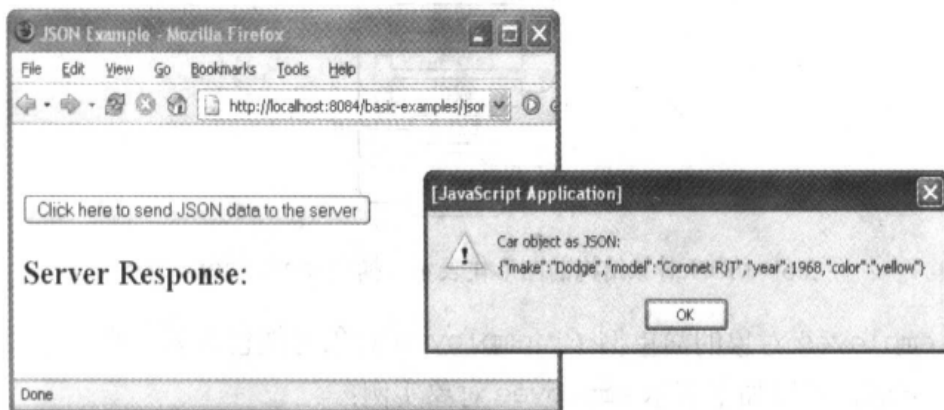 JSON Example - Mozilla Firefox
File Edit View Go Bookmarks Tools Help
http://localhost:8084/basic-examples/jsor
Click here to send JSON data to the server
Server Response:
Done
[JavaScript Application]
Car object as JSON:
{"make":"Dodge","model":"Coronet R/T","year":1968,"color":"yellow"}
OK